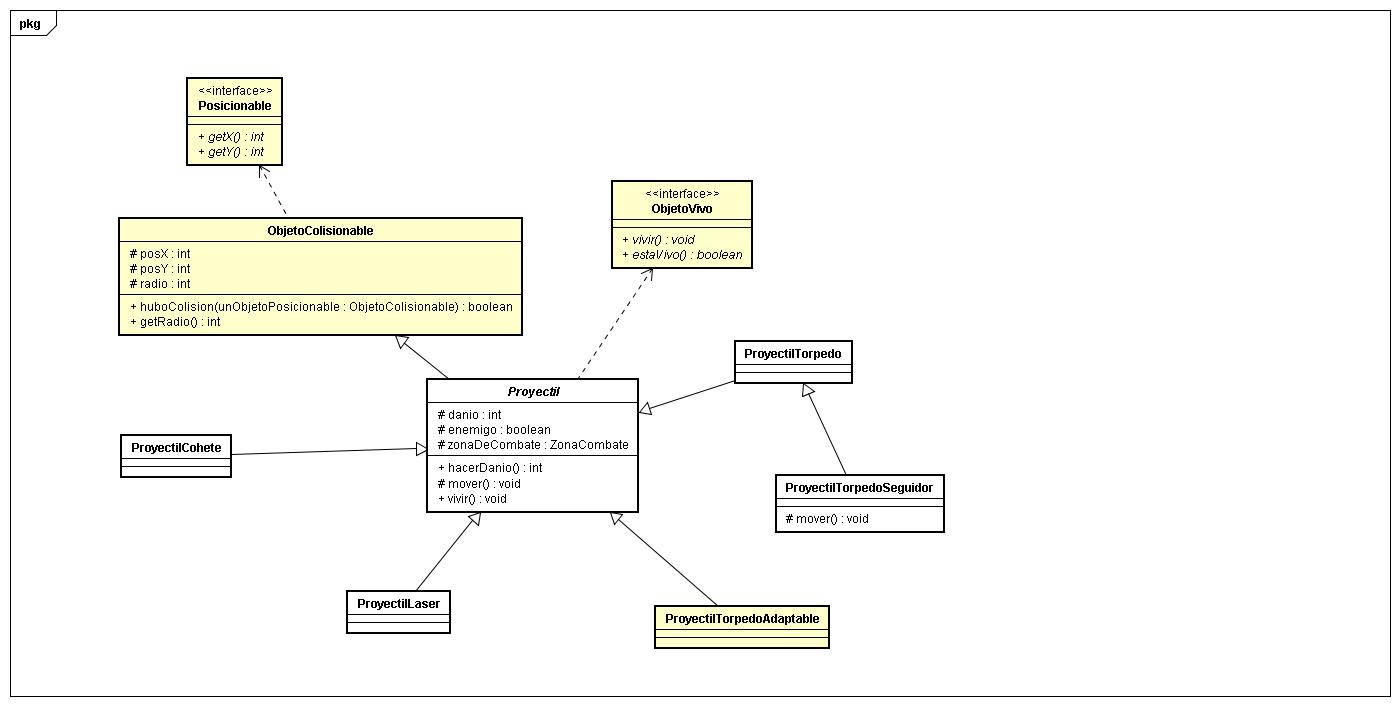 pkg
<<interface>>
Posicionable
+ getX() : int
+ getY() : int
<<interface>>
ObjetoVivo
+ vivir() : void
+ estaVivo() : boolean
ObjetoColisionable
# posX : int
# posY : int
# radio : int
+ huboColision(unObjetoPosicionable : ObjetoColisionable) : boolean
+ getRadio() : int
ProyectilTorpedo
Proyectil
# danio : int
# enemigo : boolean
# zonaDeCombate : ZonaCombate
+ hacerDanio() : int
# mover() : void
+ vivir() : void
ProyectilCohete
ProyectilTorpedoSeguidor
# mover() : void
ProyectilLaser
ProyectilTorpedoAdaptable